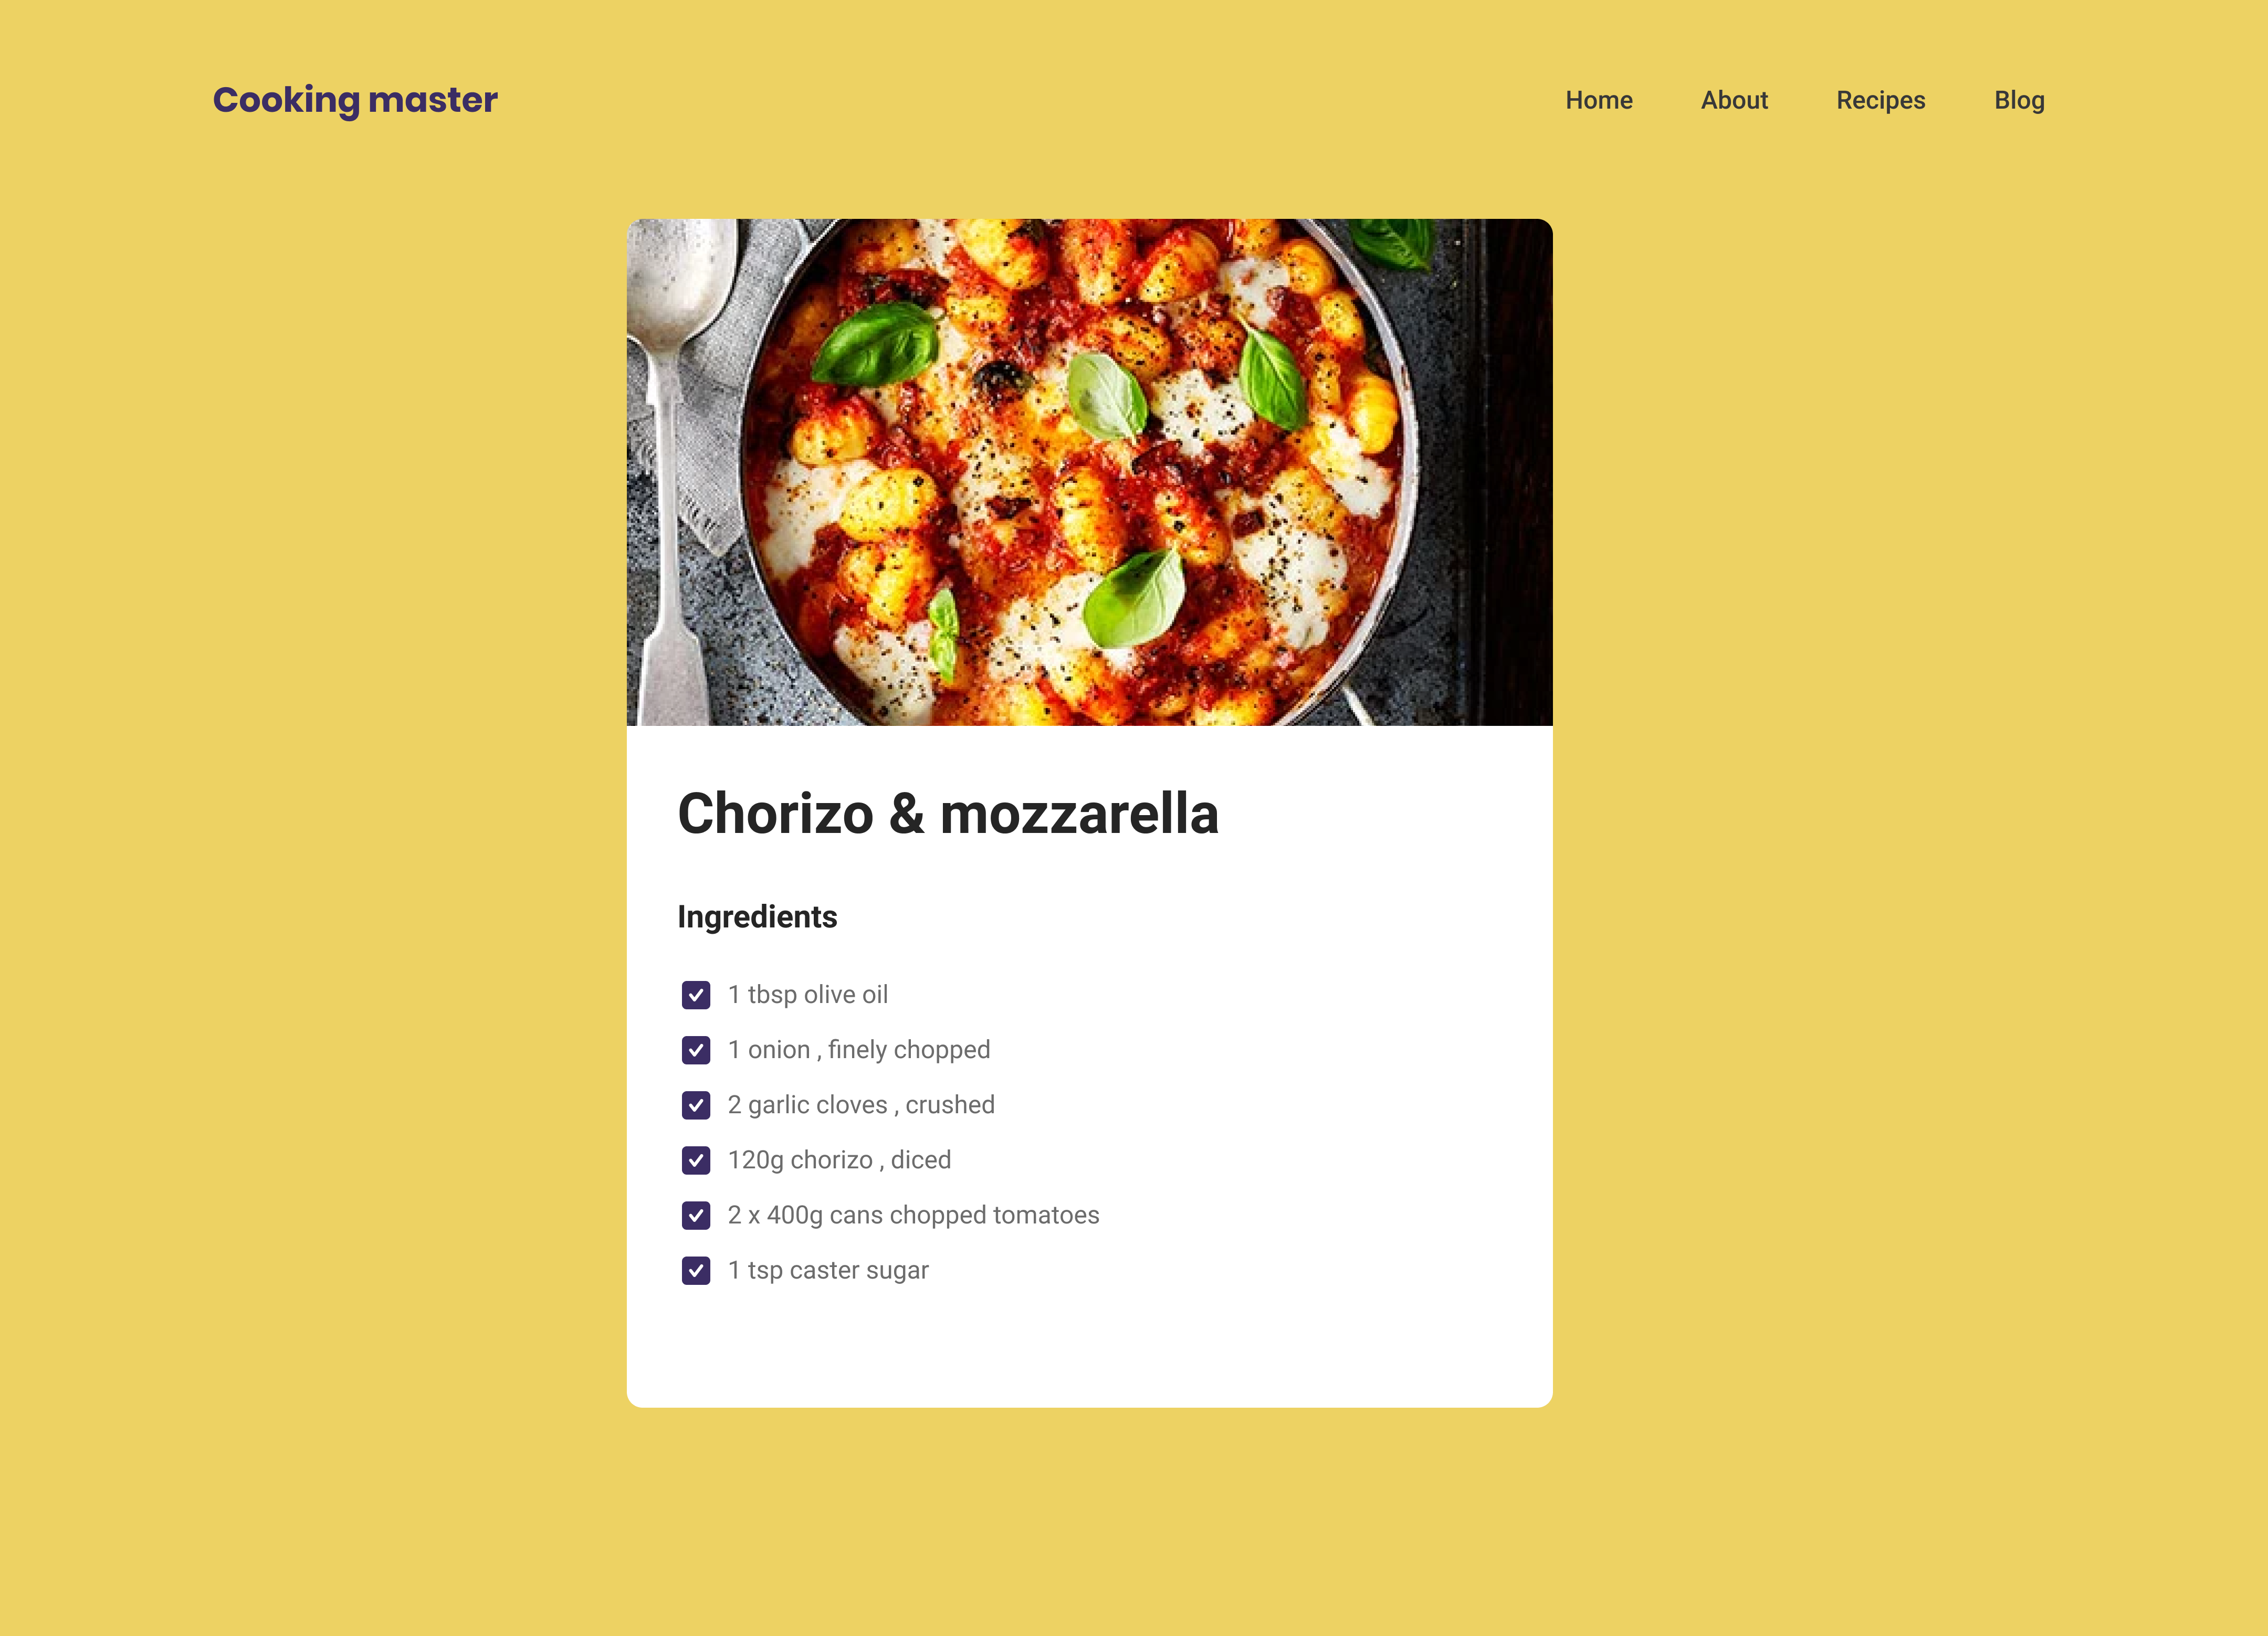 Cooking master
Home About Recipes Blog
Chorizo & mozzarella
Ingredients
1 tbsp olive oil
1 onion , finely chopped
2 garlic cloves , crushed
120g chorizo , diced
2 x 400g cans chopped tomatoes
1 tsp caster sugar